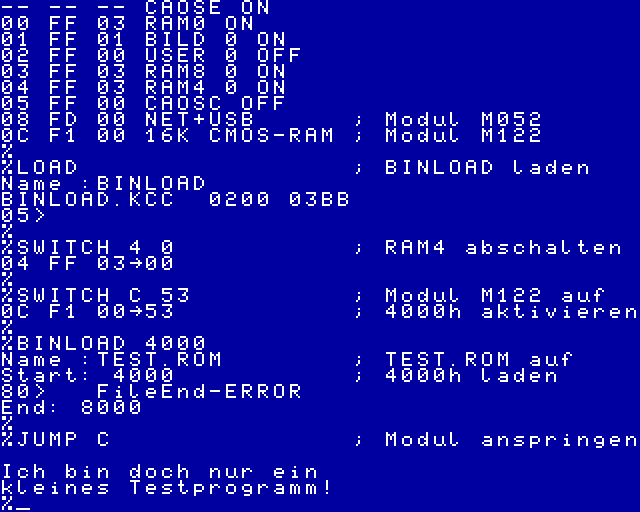 -- -- -- CAOSE ON
00 FF 03 RAM0 ON
01 FF 01 BILD 0 ON
02 FF 00 USER 0 OFF
03 FF 03 RAM8 0 ON
04 FF 03 RAM4 0 ON
05 FF 00 CAOSC OFF
08 FD 00 NET+USB ; Modul M052
0C F1 00 16K CMOS-RAM ; Modul M122
%
%LOAD ; BINLOAD laden
Name :BINLOAD
BINLOAD.KCC 0200 03BB
05>
%
%SWITCH 4 0 ; RAM4 abschalten
04 FF 03→00
%
%SWITCH C 53 ; Modul M122 auf
0C F1 00→53 ; 4000h aktivieren
%
%BINLOAD 4000
Name :TEST.ROM ; TEST.ROM auf
Start: 4000 ; 4000h laden
80> FileEnd-ERROR
End: 8000
%
%JUMP C ; Modul anspringen
Ich bin doch nur ein
kleines Testprogramm!
%_